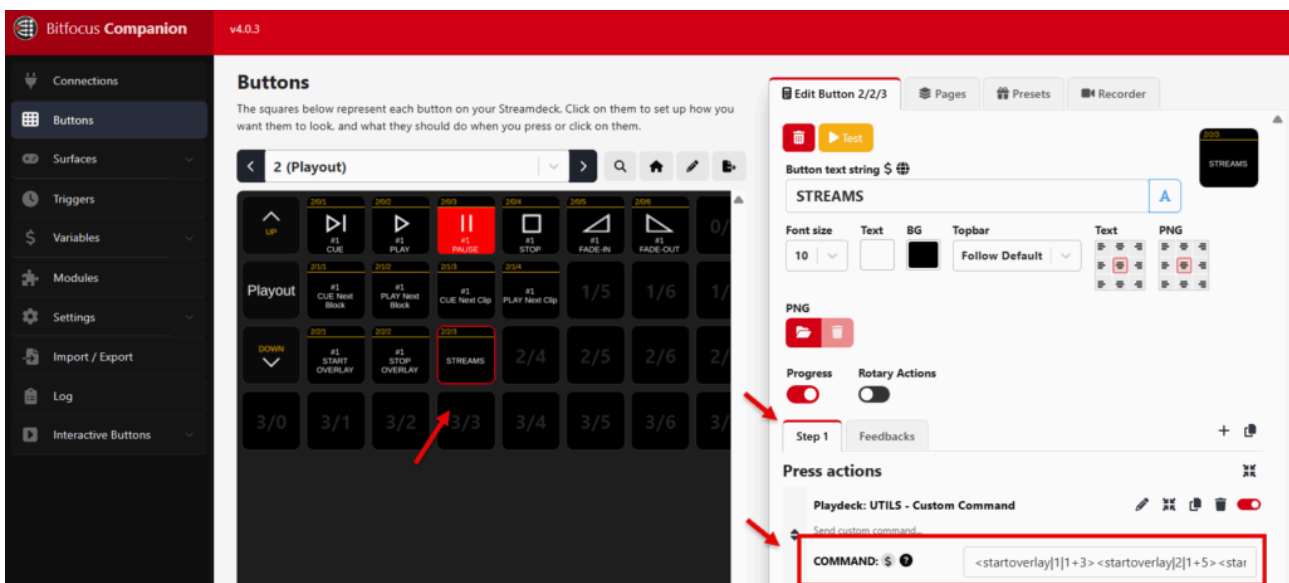 Bitfocus Companion
v4.0.3
Connections
Buttons
Surfaces
Triggers
Variables
Modules
Settings
Import / Export
Log
Interactive Buttons
Buttons
The squares below represent each button on your Streamdeck. Click on them to set up how you
want them to look, and what they should do when you press or click on them.
2 (Playout)
UP
2/0/1
#1
CUE
2/0/2
#1
PLAY
2/0/3
#1
PAUSE
2/0/4
#1
STOP
2/0/5
#1
FADE-IN
2/0/6
#1
FADE-OUT
0/
Playout
2/1/1
#1
CUE Next
Block
2/1/2
#1
PLAY Next
Block
2/1/3
#1
CUE Next Clip
2/1/4
#1
PLAY Next Clip
1/5
1/6
1/
DOWN
2/2/1
#1
START
OVERLAY
2/2/2
#1
STOP
OVERLAY
2/2/3
STREAMS
2/4
2/5
2/6
2/
3/0
3/1
3/2
3/3
3/4
3/5
3/6
3/
Edit Button 2/2/3
Pages
Presets
Recorder
Test
2/2/3
STREAMS
Button text string $
STREAMS
A
Font size
Text
BG
Topbar
Text
PNG
10
Follow Default
PNG
Progress
Rotary Actions
Step 1
Feedbacks
Press actions
Playdeck: UTILS - Custom Command
Send custom command...
COMMAND: $ ?
<startoverlay|1|1+3> <startoverlay|2|1+5> <star